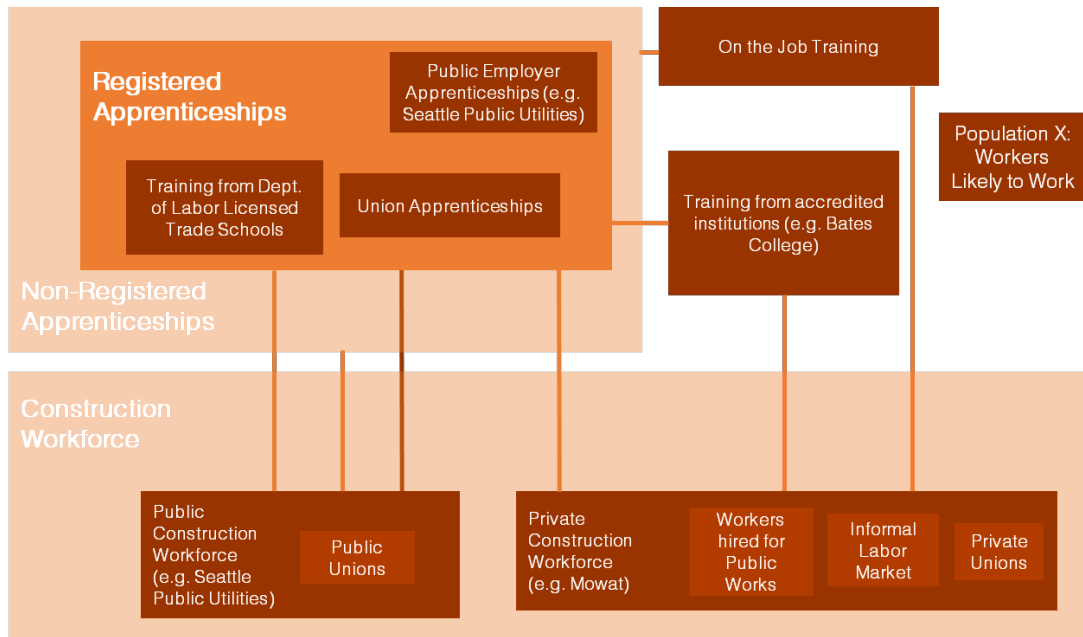 On the Job Training
Registered
Apprenticeships
Public Employer
Apprenticeships (e.g.
Seattle Public Utilities)
Population X:
Workers
Likely to Work
Training from Dept.
of Labor Licensed
Trade Schools
Union Apprenticeships
Training from accredited
institutions (e.g. Bates
College)
Non-Registered
Apprenticeships
Construction
Workforce
Public
Construction
Workforce
(e.g. Seattle
Public Utilities)
Public
Unions
Private
Construction
Workforce
(e.g. Mowat)
Workers
hired for
Public
Works
Informal
Labor
Market
Private
Unions